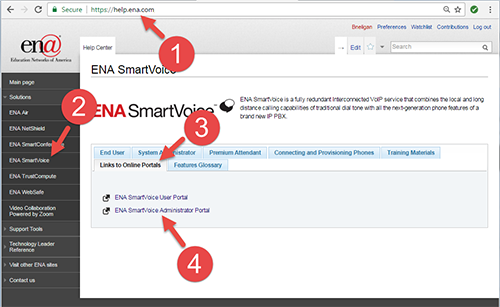 Secure https://help.ena.com
1
Bneligan Preferences Watchlist Contributions Log out
ena
Education Networks of America
Help Center
Edit
Search
ENA SmartVoice
Main page
Solutions
ENA Air
ENA NetShield
ENA SmartConferencing
ENA SmartVoice
ENA TrustCompute
ENA WebSafe
Video Collaboration
Powered by Zoom
Support Tools
Technology Leader
Reference
Visit other ENA sites
Contact us
2
ENA SmartVoice
ENA SmartVoice is a fully redundant Interconnected VoIP service that combines the local and long
distance calling capabilities of traditional dial tone with all the next-generation phone features of a
brand new IP PBX.
3
End User System Administrator Premium Attendant Connecting and Provisioning Phones Training Materials
Links to Online Portals Features Glossary
ENA SmartVoice User Portal
ENA SmartVoice Administrator Portal
4